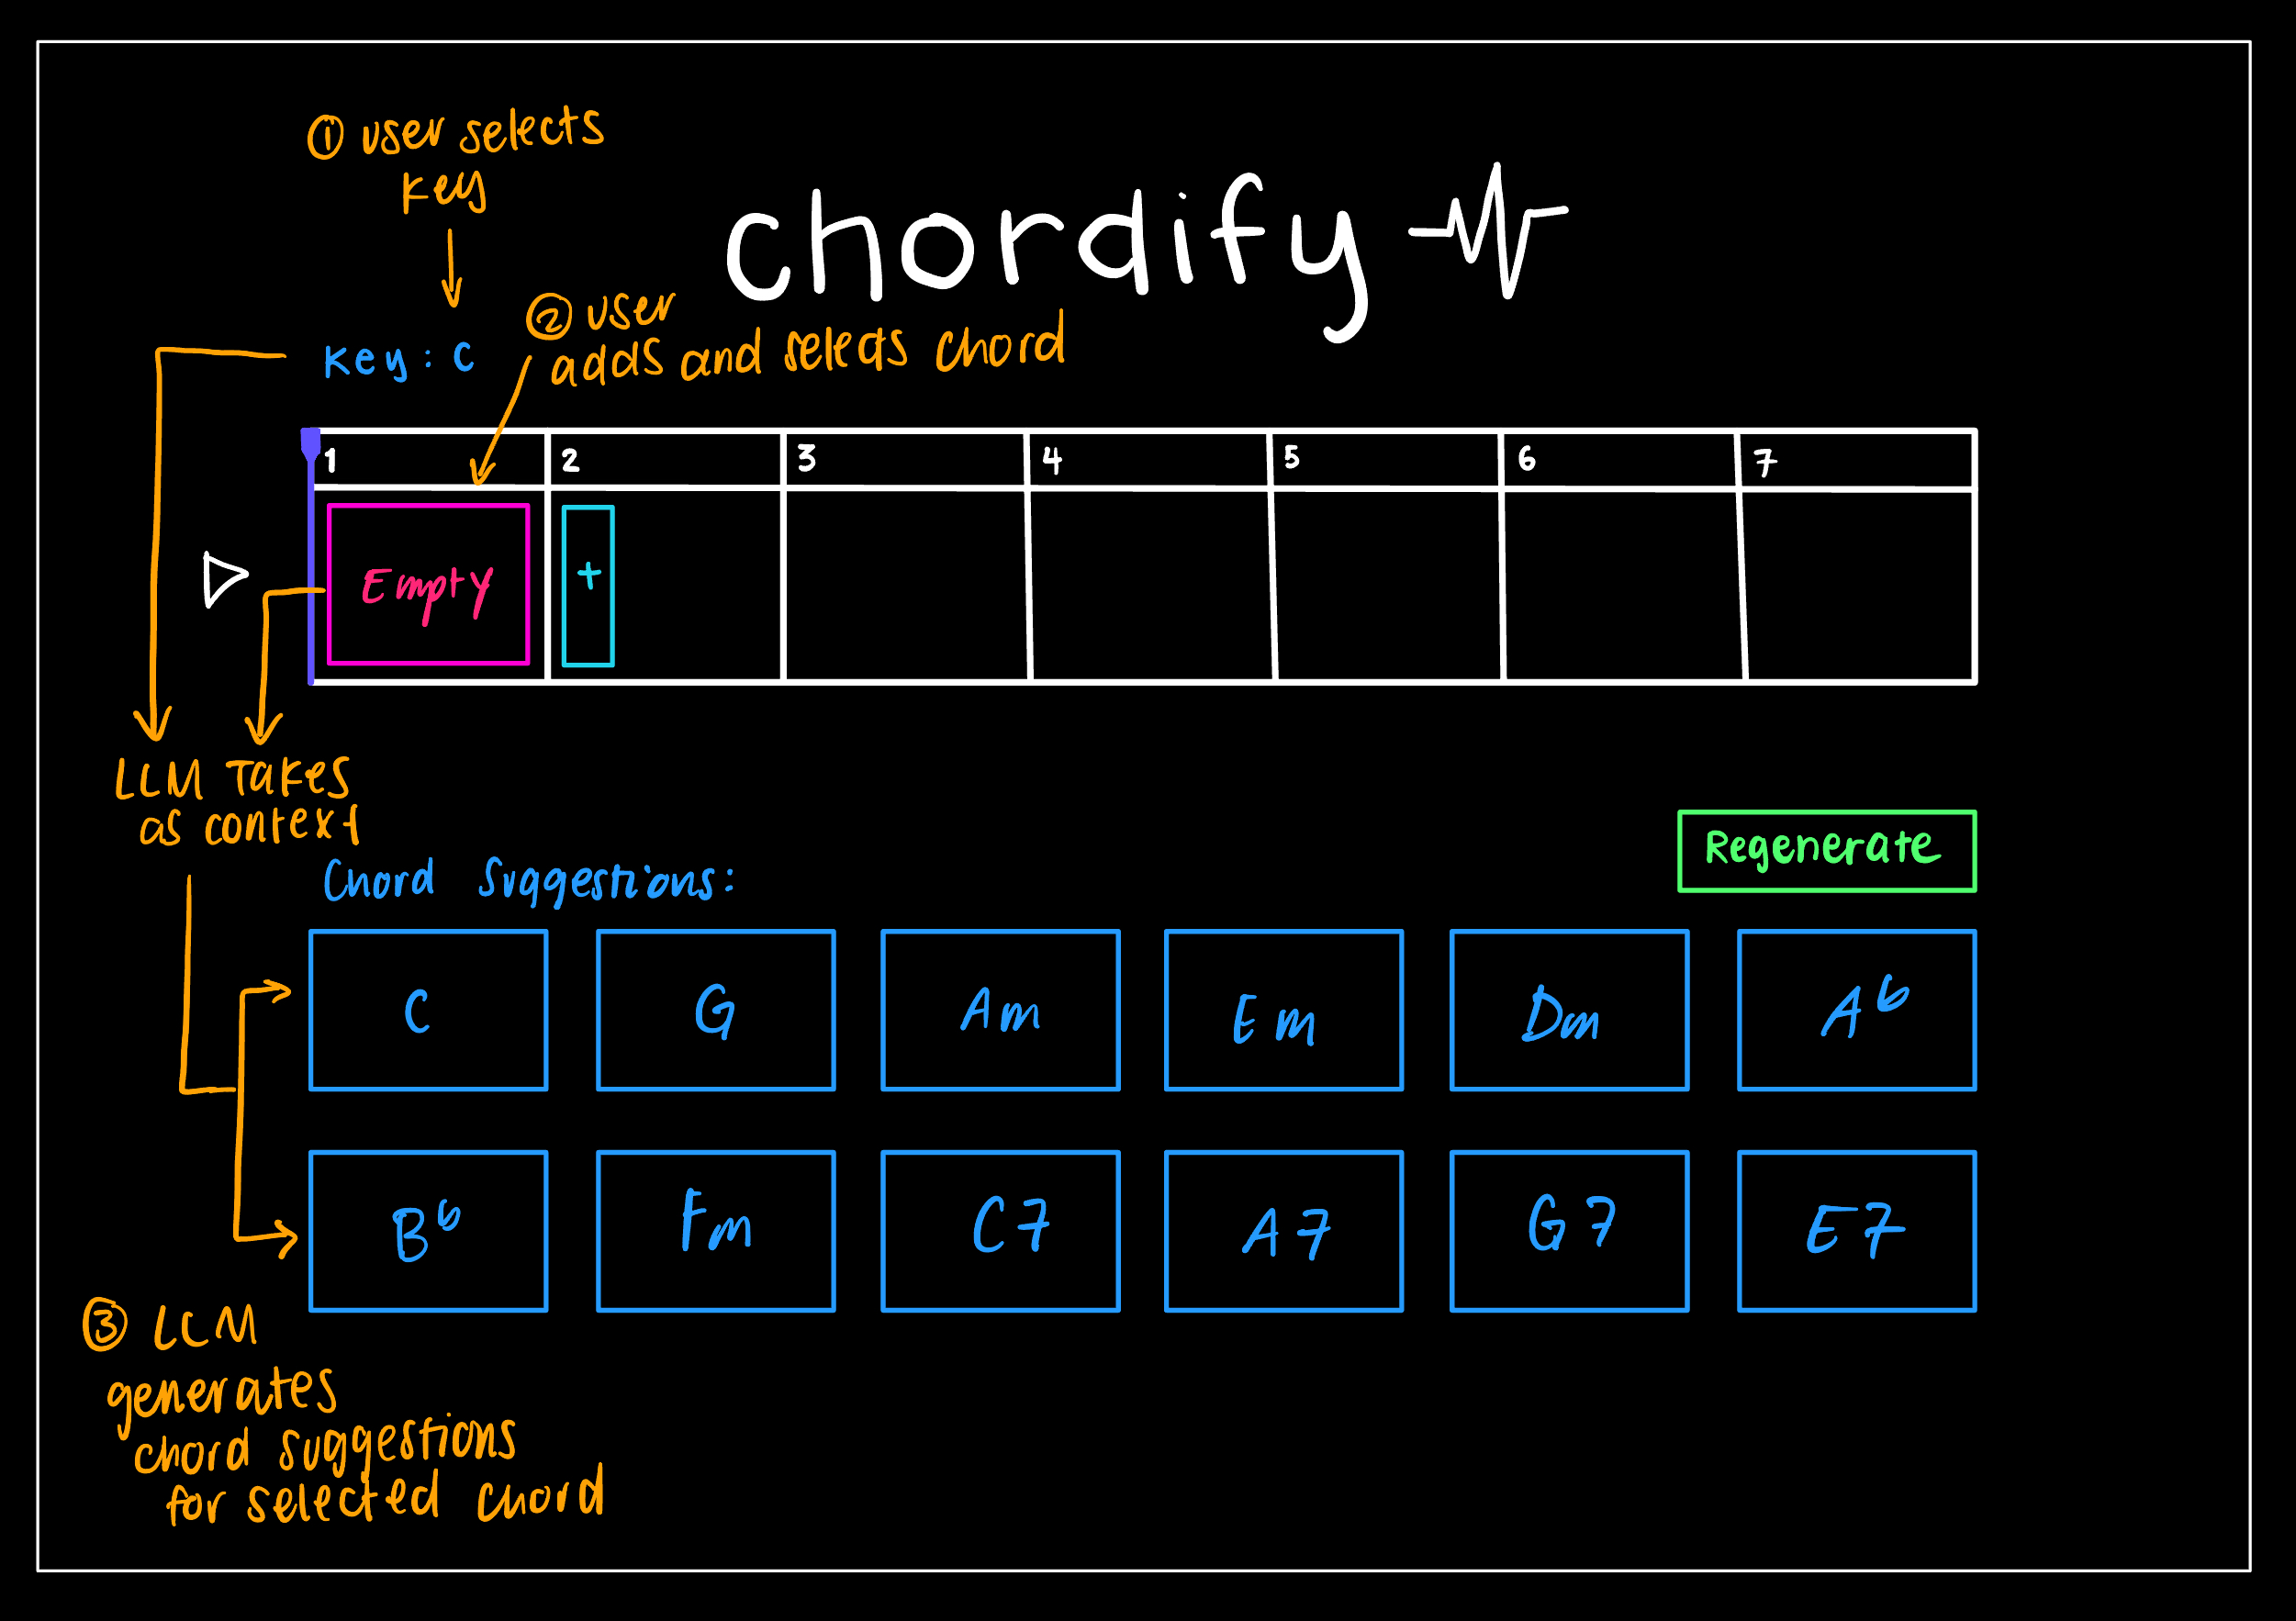 ① user selects
key
chordify
② user
adds and selects chord
key: C
1 2 3 4 5 6 7
Empty +
LLM Takes
as context
Regenerate
Chord Suggestions:
C G Am Em Dm A♭
B♭ Fm C7 A7 G7 E7
③ LLM
generates
chord suggestions
for selected chord